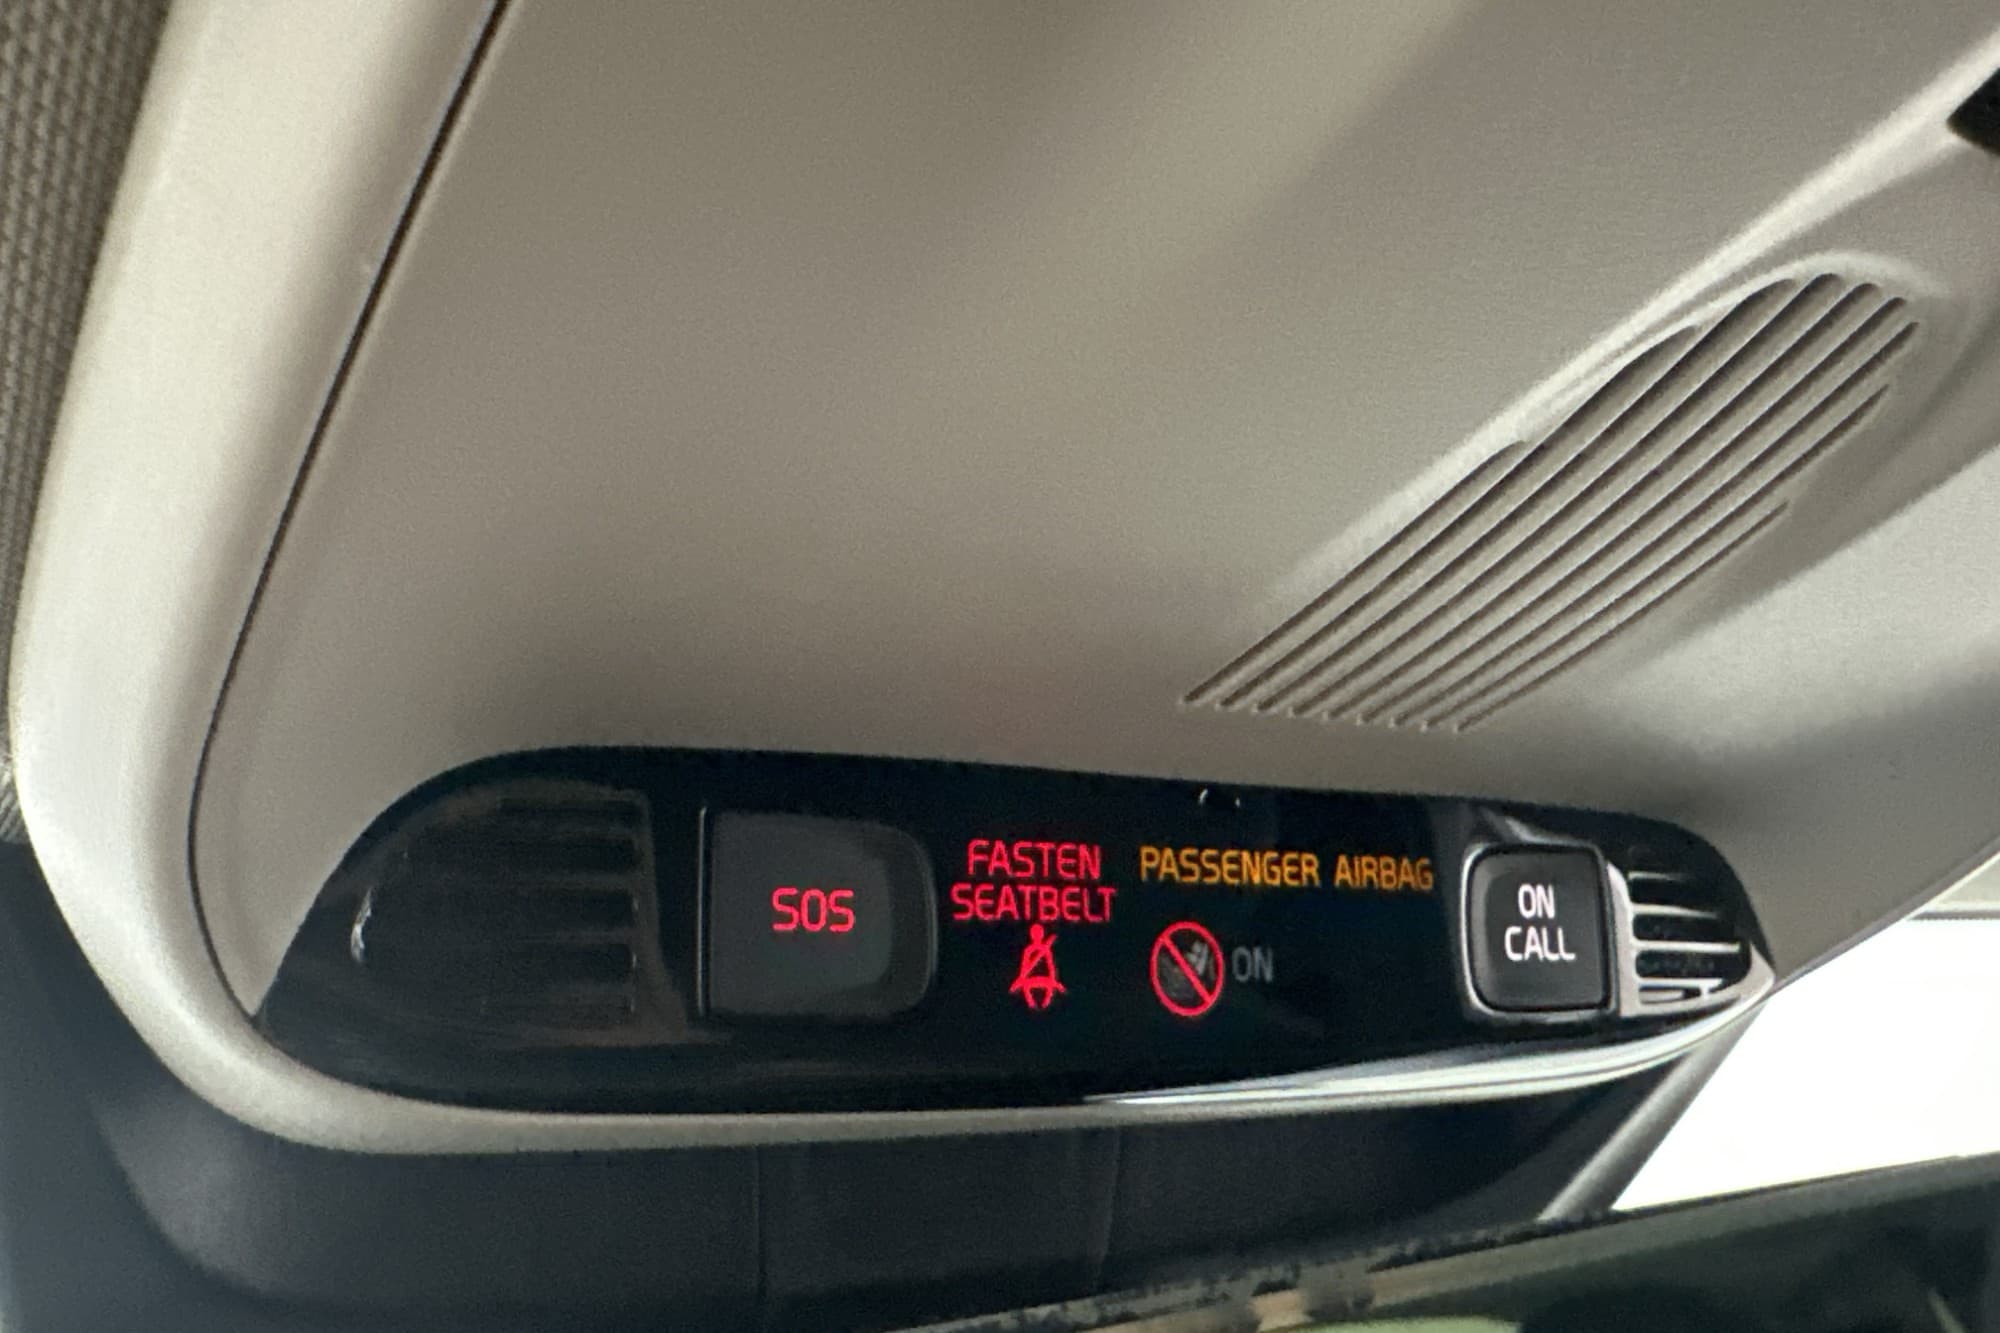 SOS
FASTEN
SEATBELT
PASSENGER AIRBAG
ON
ON
CALL